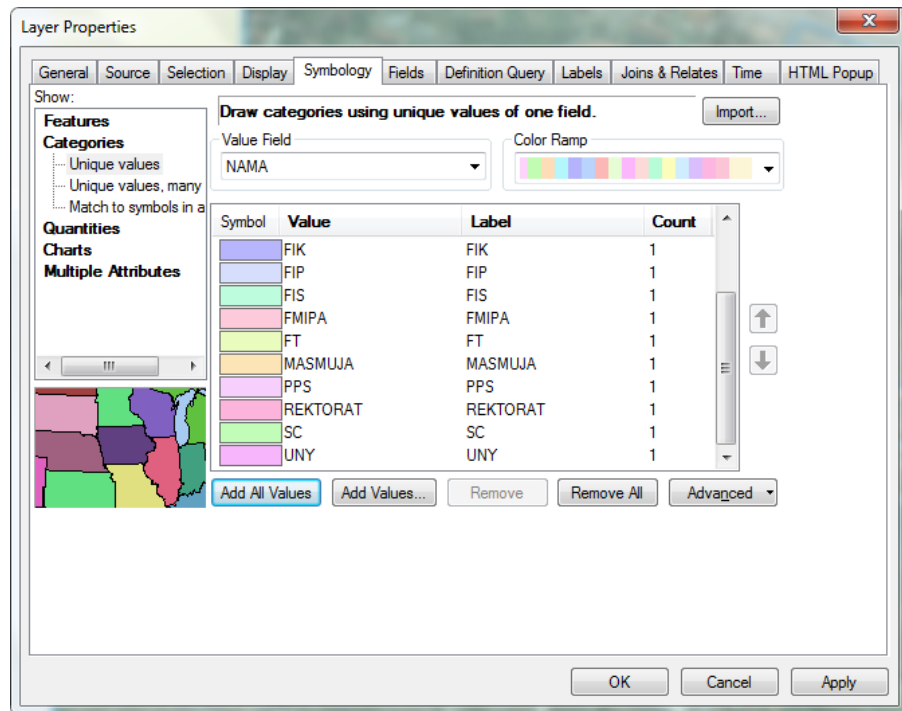 Layer Properties
General Source Selection Display Symbology Fields Definition Query Labels Joins & Relates Time HTML Popup
Show:
Features
Categories
Unique values
Unique values, many
Match to symbols in a
Quantities
Charts
Multiple Attributes
Draw categories using unique values of one field.
Import...
Value Field
NAMA
Color Ramp
Symbol Value Label Count
FIK FIK 1
FIP FIP 1
FIS FIS 1
FMIPA FMIPA 1
FT FT 1
MASMUJA MASMUJA 1
PPS PPS 1
REKTORAT REKTORAT 1
SC SC 1
UNY UNY 1
Add All Values Add Values... Remove Remove All Advanced
OK Cancel Apply